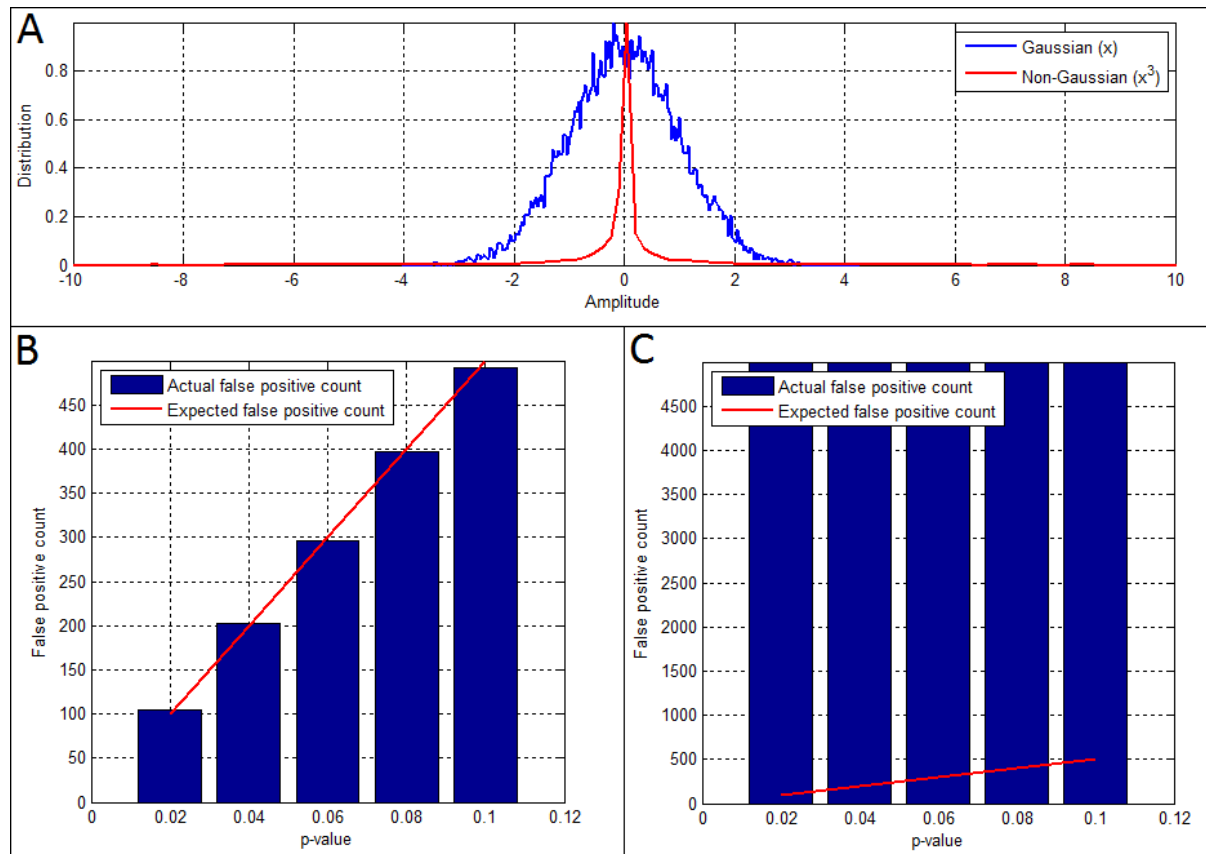 A
Gaussian (x)
Non-Gaussian (x³)
Distribution
0.8
0.6
0.4
0.2
0
-10 -8 -6 -4 -2 0 2 4 6 8 10
Amplitude
B
Actual false positive count
Expected false positive count
False positive count
450
400
350
300
250
200
150
100
50
0
0 0.02 0.04 0.06 0.08 0.1 0.12
p-value
C
Actual false positive count
Expected false positive count
False positive count
4500
4000
3500
3000
2500
2000
1500
1000
500
0
0 0.02 0.04 0.06 0.08 0.1 0.12
p-value